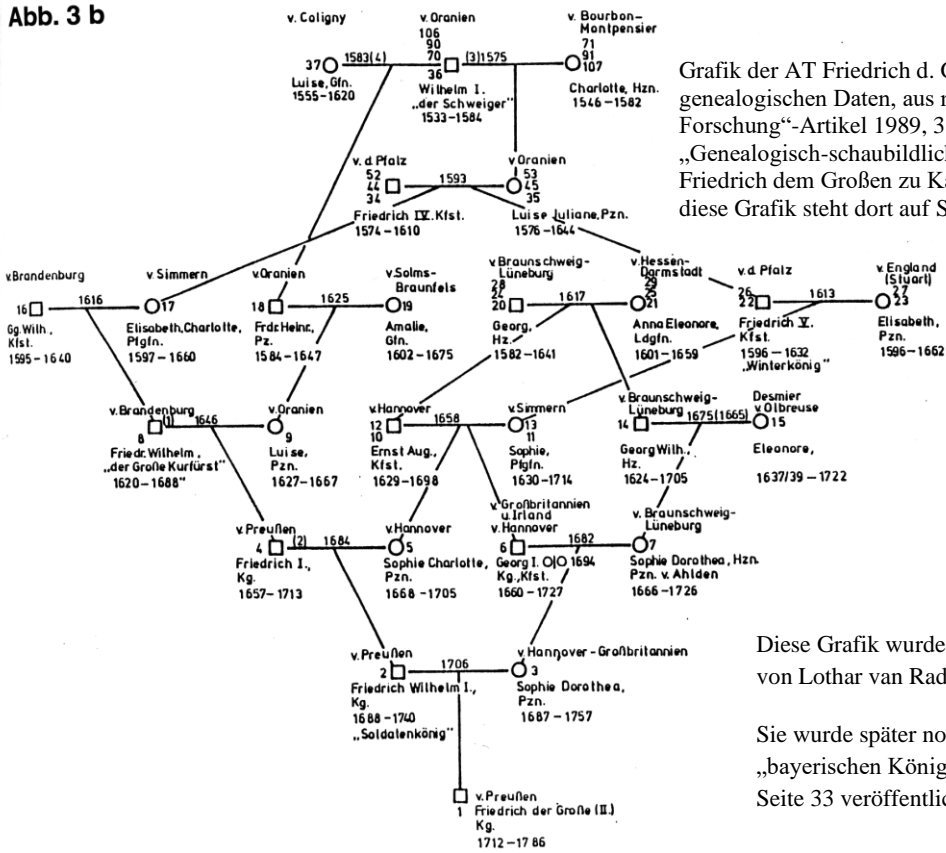 Abb. 3 b
v. Coligny
37
Luise, Gfn.
1555-1620
1583(4)
v. Oranien
106
90
70
36
Wilhelm I.
„der Schweiger"
1533-1584
(3)1575
v. Bourbon-
Montpensier
71
91
107
Charlotte, Hzn.
1546-1582
Grafik der AT Friedrich d. G
genealogischen Daten, aus
Forschung“-Artikel 1989, 3
„Genealogisch-schaubildlich
Friedrich dem Großen zu Ka
diese Grafik steht dort auf S
v. d Pfalz
52
44
34
Friedrich IV. Kfst.
1574-1610
1593
v Oranien
53
45
35
Luise Juliane, Pzn.
1576-1644
v. Brandenburg
16
Gg. Wilh.,
Kfst.
1595-1640
1616
v. Simmern
17
Elisabeth, Charlotte,
Pfgfn.
1597-1660
v. Oranien
18
Frdr. Heinr.,
Pz.
1584-1647
1625
v. Solms-
Braunfels
19
Amalie,
Gfn.
1602-1675
v. Braunschweig-
Lüneburg
28
24
20
Georg,
Hz.
1582-1641
1617
v. Hessen-
Darmstadt
29
25
21
Anna Eleonore,
Ldgfn.
1601-1659
v. d Pfalz
26
22
Friedrich V.
Kfst.
1596-1632
„Winterkönig"
1613
v. England
(Stuart)
27
23
Elisabeth,
Pzn.
1596-1662
v. Brandenburg
8
(1) 1646
Friedr. Wilhelm,
„der Große Kurfürst"
1620-1688"
v. Oranien
9
Luise,
Pzn.
1627-1667
v. Hannover
12
10
Ernst Aug.,
Kfst.
1629-1698
1658
v. Simmern
13
11
Sophie,
Pfgfn.
1630-1714
v. Braunschweig-
Lüneburg
14
Georg Wilh.,
Hz.
1624-1705
1675(1665)
Desmier
v. Olbreuse
15
Eleonore,
1637/39-1722
v. Preußen
4
(2) 1684
Friedrich I.,
Kg.
1657-1713
v. Hannover
5
Sophie Charlotte,
Pzn.
1668-1705
v. Großbritannien
u. Irland
v. Hannover
6
Georg I. O|O 1694
Kg., Kfst.
1660-1727
1682
v. Braunschweig-
Lüneburg
7
Sophie Dorothea, Hzn.
Pzn. v. Ahlden
1666-1726
v. Preußen
2
Friedrich Wilhelm I.,
Kg.
1688-1740
„Soldatenkönig"
1706
v. Hannover-Großbritannien
3
Sophie Dorothea,
Pzn.
1687-1757
Diese Grafik wurde
von Lothar van Rad
Sie wurde später no
„bayerischen König
Seite 33 veröffentlic
v. Preußen
1
Friedrich der Große (II.)
Kg.
1712-1786